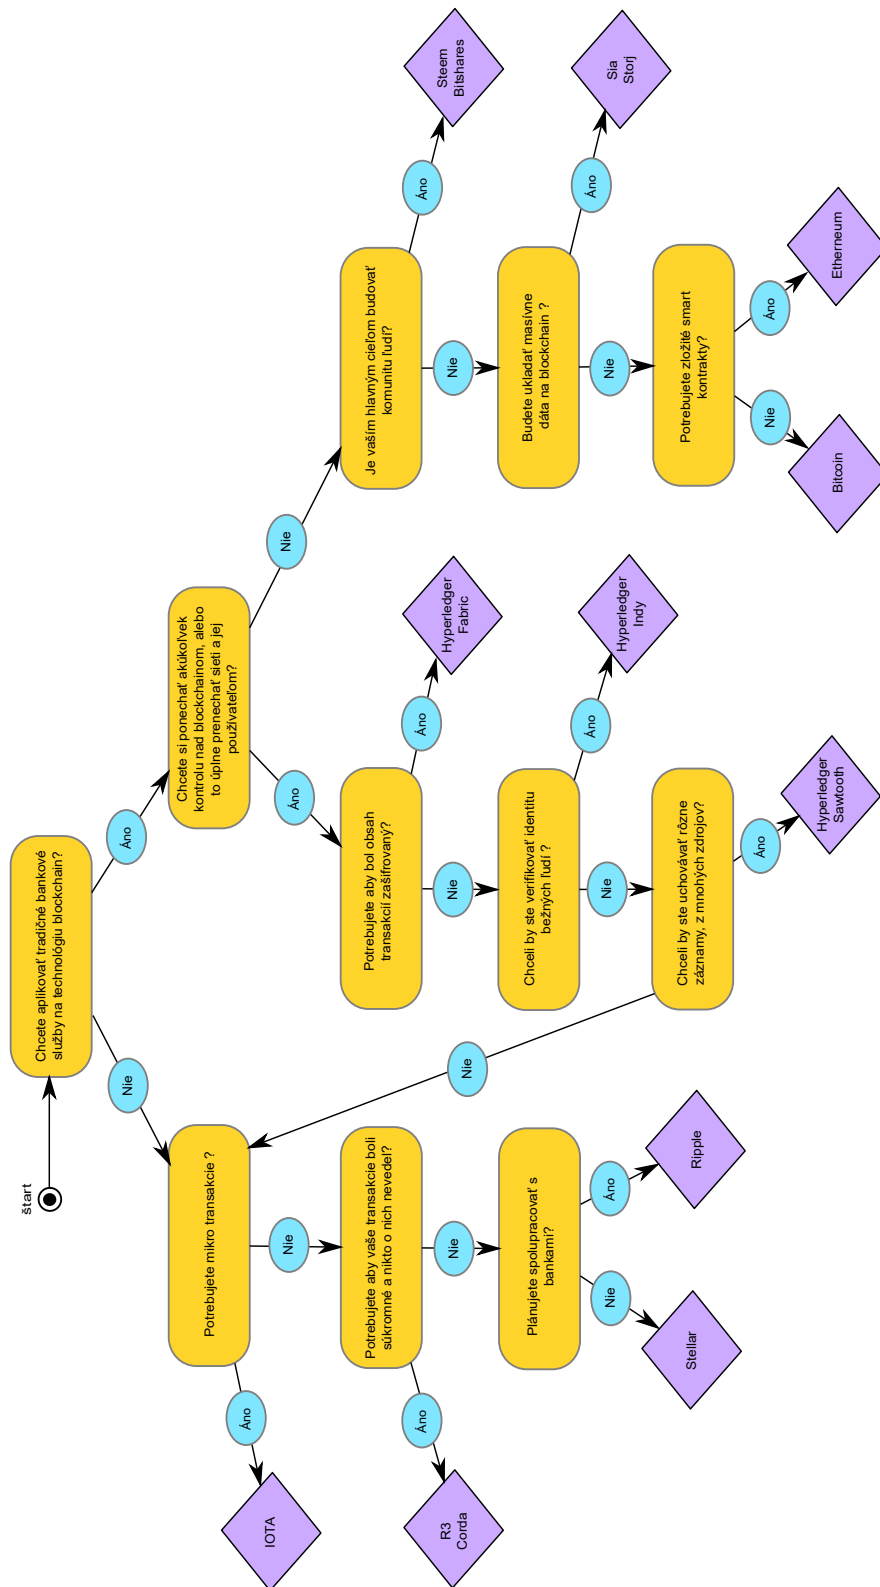 štart
Chcete aplikovať tradičné bankové
služby na technológiu blockchain?
Nie
Áno
Potrebujete mikro transakcie ?
Chcete si ponechať akúkoľvek
kontrolu nad blockchainom, alebo
to úplne prenechať sieti a jej
používateľom?
Áno
Nie
Nie
Áno
Nie
IOTA
Potrebujete aby vaše transakcie boli
súkromné a nikto o nich nevedel?
Potrebujete aby bol obsah
transakcií zašifrovaný?
Je vaším hlavným cieľom budovať
komunitu ľudí?
Áno
Nie
Nie
Áno
Nie
Áno
R3
Corda
Hyperledger
Fabric
Steem
Bitshares
Plánujete spolupracovať s
bankami?
Chceli by ste verifikovať identitu
bežných ľudí ?
Budete ukladať masívne
dáta na blockchain ?
Nie
Áno
Nie
Áno
Nie
Áno
Stellar
Ripple
Hyperledger
Indy
Sia
Storj
Chceli by ste uchovávať rôzne
záznamy, z mnohých zdrojov?
Potrebujete zložité smart
kontrakty?
Áno
Nie
Áno
Hyperledger
Sawtooth
Bitcoin
Etherneum